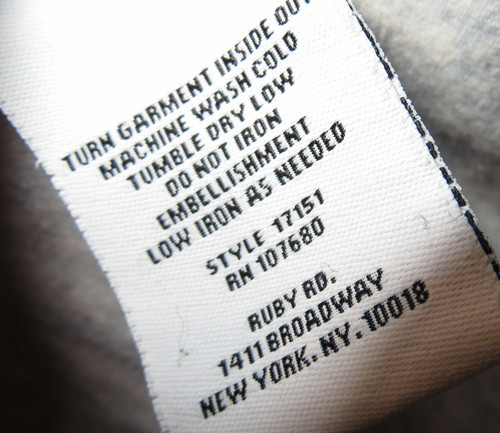 TURN GARMENT INSIDE OUT
MACHINE WASH COLD
TUMBLE DRY LOW
DO NOT IRON
EMBELLISHMENT
LOW IRON AS NEEDED
STYLE 17151
RN 107680
RUBY RD.
1411 BROADWAY
NEW YORK, NY. 10018